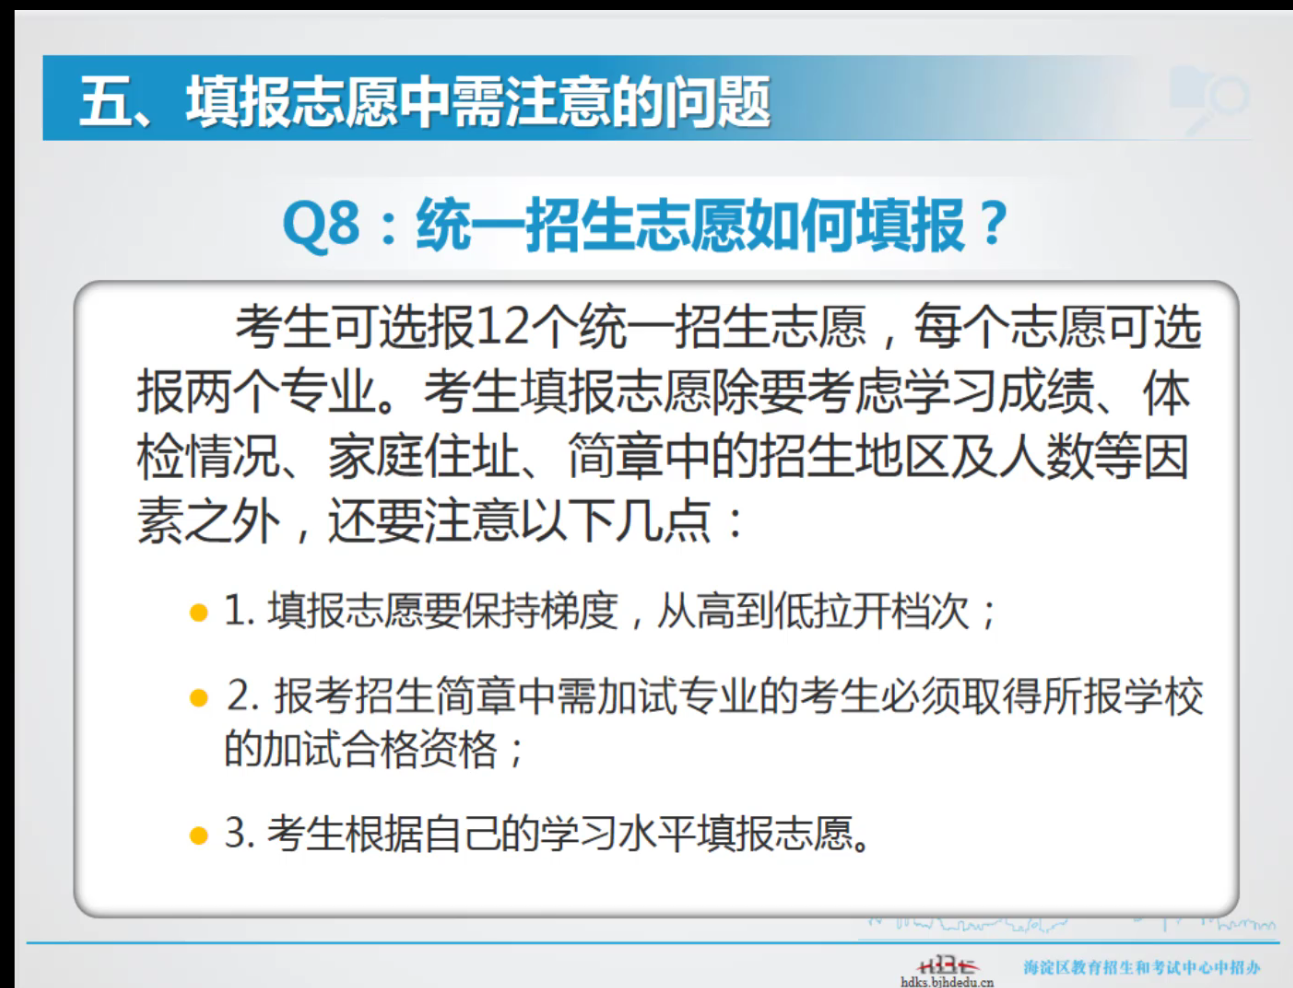 五、填报志愿中需注意的问题
Q8：统一招生志愿如何填报？
考生可选报12个统一招生志愿，每个志愿可选
报两个专业。考生填报志愿除要考虑学习成绩、体
检情况、家庭住址、简章中的招生地区及人数等因
素之外，还要注意以下几点：
1. 填报志愿要保持梯度，从高到低拉开档次；
2. 报考招生简章中需加试专业的考生必须取得所报学校
的加试合格资格；
3. 考生根据自己的学习水平填报志愿。
hdks.bjhdedu.cn
海淀区教育招生和考试中心中招办